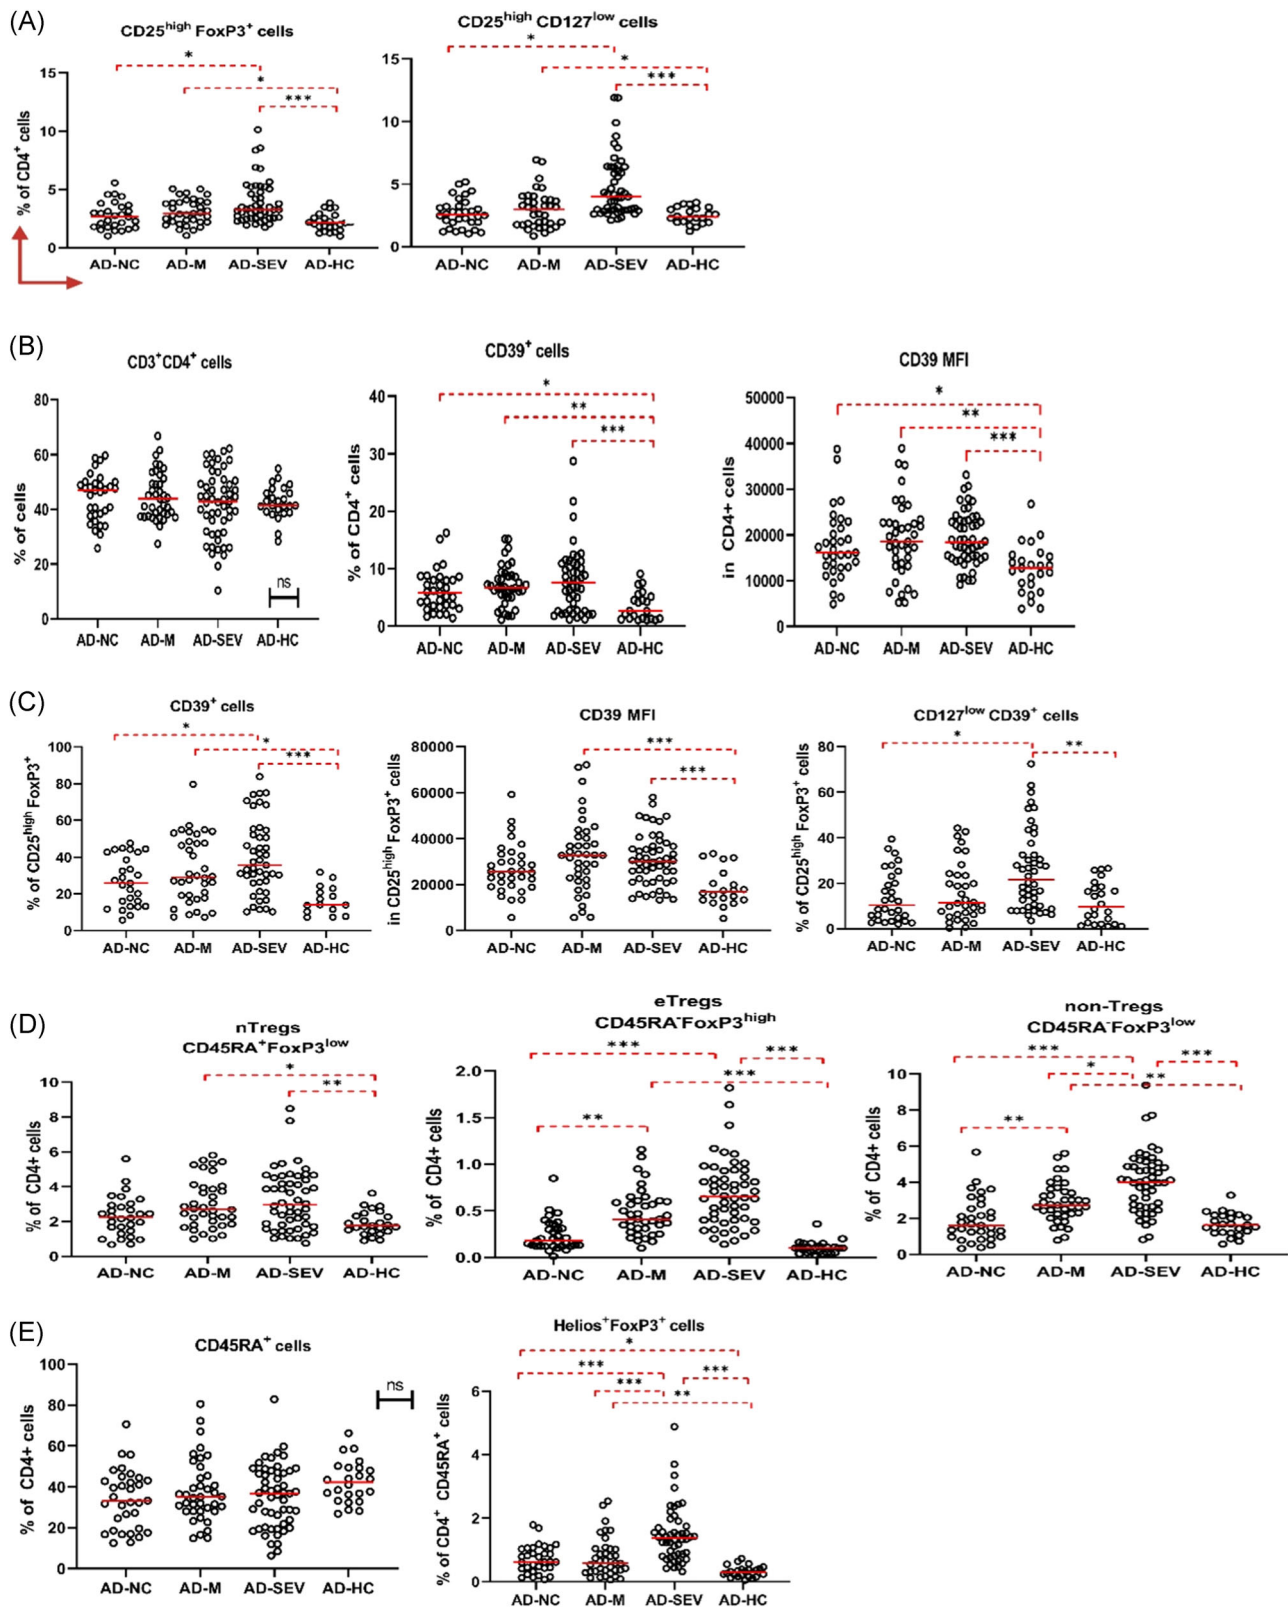 (A)
CD25high FoxP3+ cells
CD25high CD127low cells
* * ***
* * ***
% of CD4+ cells
15
10
5
0
AD-NC AD-M AD-SEV AD-HC
15
10
5
0
AD-NC AD-M AD-SEV AD-HC
(B)
CD3+CD4+ cells
% of cells
80
60
40
20
0
ns
AD-NC AD-M AD-SEV AD-HC
CD39+ cells
* ** ***
% of CD4+ cells
40
30
20
10
0
AD-NC AD-M AD-SEV AD-HC
CD39 MFI
* ** ***
in CD4+ cells
50000
40000
30000
20000
10000
0
AD-NC AD-M AD-SEV AD-HC
(C)
CD39+ cells
* * ***
% of CD25high FoxP3+
100
80
60
40
20
0
AD-NC AD-M AD-SEV AD-HC
CD39 MFI
*** ***
in CD25high FoxP3+ cells
80000
60000
40000
20000
0
AD-NC AD-M AD-SEV AD-HC
CD127low CD39+ cells
* **
% of CD25high FoxP3+ cells
80
60
40
20
0
AD-NC AD-M AD-SEV AD-HC
(D)
nTregs
CD45RA+FoxP3low
* **
% of CD4+ cells
10
8
6
4
2
0
AD-NC AD-M AD-SEV AD-HC
eTregs
CD45RA-FoxP3high
*** *** *** **
% of CD4+ cells
2.0
1.5
1.0
0.5
0.0
AD-NC AD-M AD-SEV AD-HC
non-Tregs
CD45RA-FoxP3low
*** *** * ** **
% of CD4+ cells
10
8
6
4
2
0
AD-NC AD-M AD-SEV AD-HC
(E)
CD45RA+ cells
ns
% of CD4+ cells
100
80
60
40
20
0
AD-NC AD-M AD-SEV AD-HC
Helios+FoxP3+ cells
* *** *** *** **
% of CD4+ CD45RA+ cells
6
4
2
0
AD-NC AD-M AD-SEV AD-HC